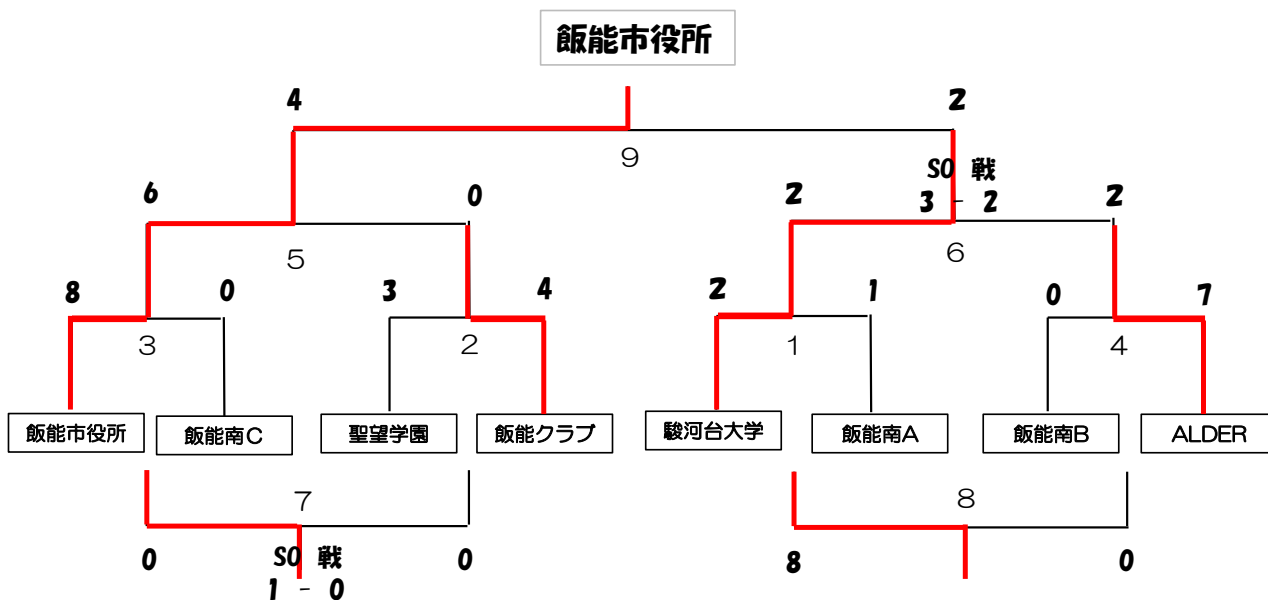 飯能市役所
4 2
9
SO 戦
6 0 2 3 - 2 2
5 6
8 0 3 4 2 1 0 7
3 2 1 4
飯能市役所 飯能南C 聖望学園 飯能クラブ 駿河台大学 飯能南A 飯能南B ALDER
7 8
0 SO 戦 0 8 0
1 - 0